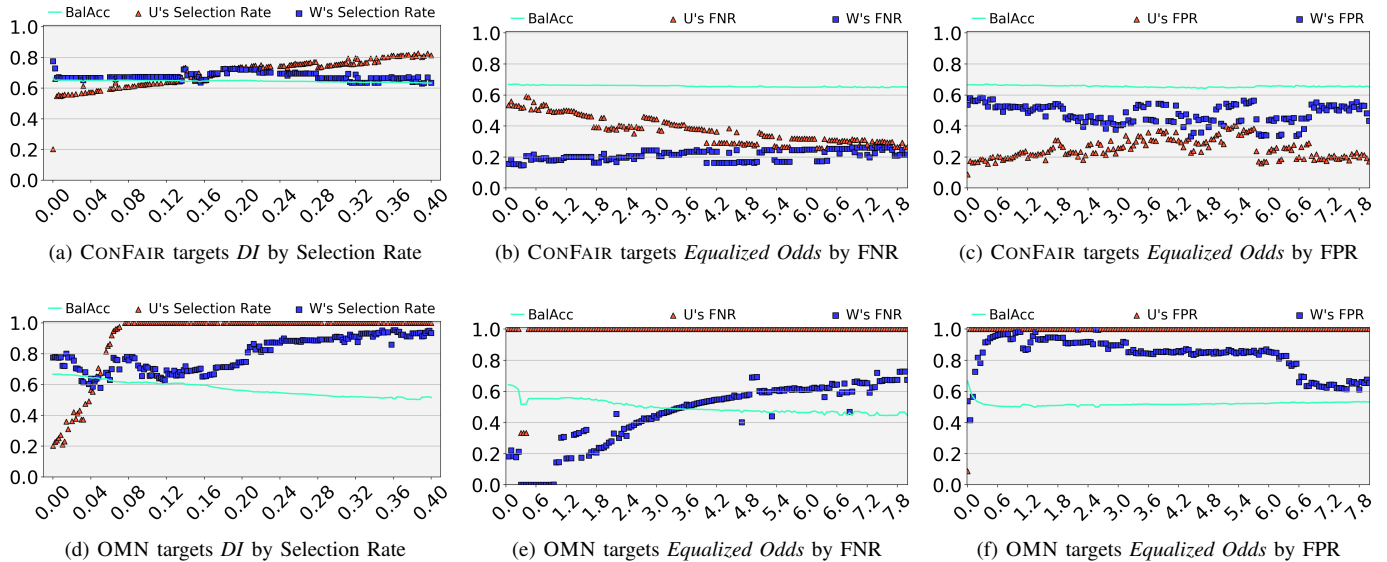 BalAcc U's Selection Rate W's Selection Rate
BalAcc U's FNR W's FNR
BalAcc U's FPR W's FPR
1.0 1.0 1.0
0.8 0.8 0.8
0.6 0.6 0.6
0.4 0.4 0.4
0.2 0.2 0.2
0.0 0.0 0.0
0.00 0.04 0.08 0.12 0.16 0.20 0.24 0.28 0.32 0.36 0.40
0.0 0.6 1.2 1.8 2.4 3.0 3.6 4.2 4.8 5.4 6.0 6.6 7.2 7.8
0.0 0.6 1.2 1.8 2.4 3.0 3.6 4.2 4.8 5.4 6.0 6.6 7.2 7.8
(a) CONFAIR targets DI by Selection Rate
(b) CONFAIR targets Equalized Odds by FNR
(c) CONFAIR targets Equalized Odds by FPR
BalAcc U's Selection Rate W's Selection Rate
BalAcc U's FNR W's FNR
BalAcc U's FPR W's FPR
1.0 1.0 1.0
0.8 0.8 0.8
0.6 0.6 0.6
0.4 0.4 0.4
0.2 0.2 0.2
0.0 0.0 0.0
0.00 0.04 0.08 0.12 0.16 0.20 0.24 0.28 0.32 0.36 0.40
0.0 0.6 1.2 1.8 2.4 3.0 3.6 4.2 4.8 5.4 6.0 6.6 7.2 7.8
0.0 0.6 1.2 1.8 2.4 3.0 3.6 4.2 4.8 5.4 6.0 6.6 7.2 7.8
(d) OMN targets DI by Selection Rate
(e) OMN targets Equalized Odds by FNR
(f) OMN targets Equalized Odds by FPR